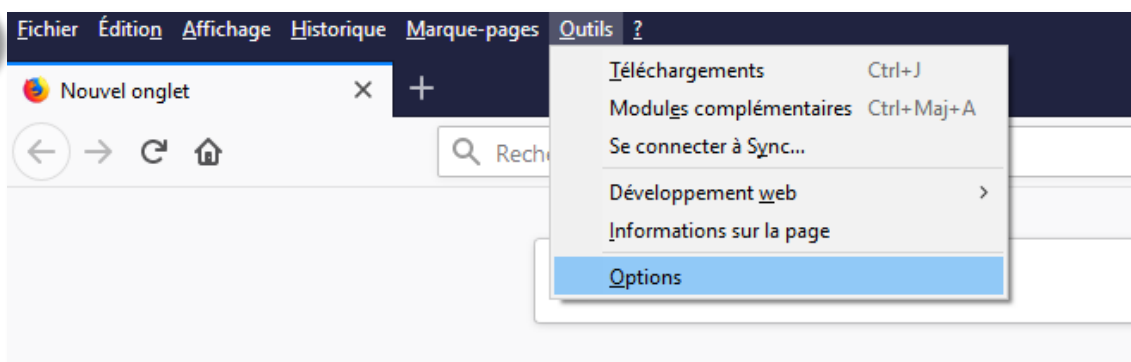 Fichier Édition Affichage Historique Marque-pages Outils ?
Nouvel onglet
Reche
Téléchargements Ctrl+J
Modules complémentaires Ctrl+Maj+A
Se connecter à Sync...
Développement web
Informations sur la page
Options